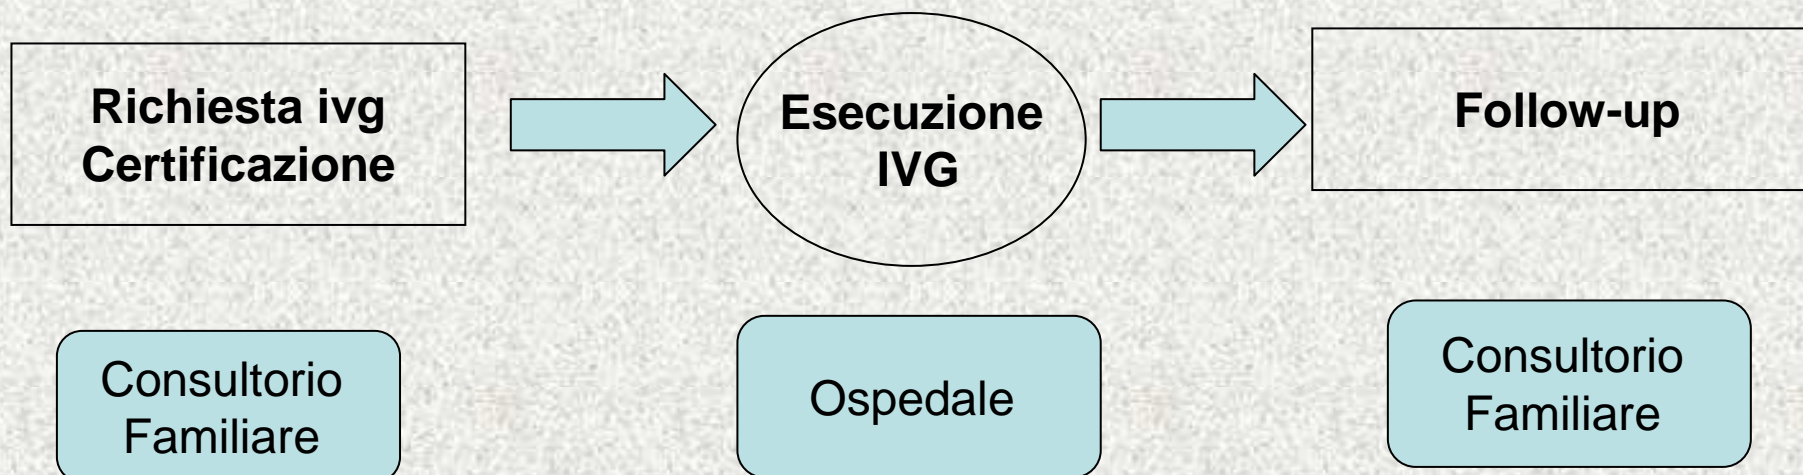 Richiesta ivg
Certificazione
Esecuzione
IVG
Follow-up
Consultorio
Familiare
Ospedale
Consultorio
Familiare